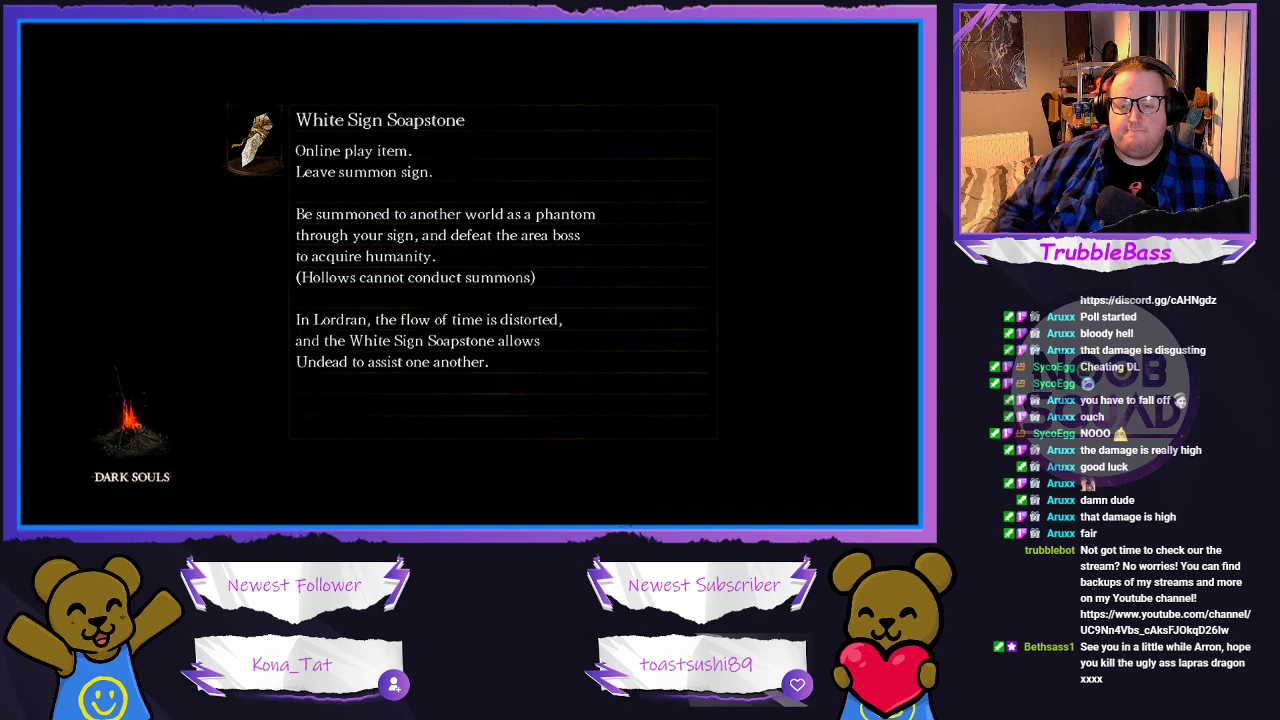 White Sign Soapstone
Online play item.
Leave summon sign.
Be summoned to another world as a phantom
through your sign, and defeat the area boss
to acquire humanity.
(Hollows cannot conduct summons)
In Lordran, the flow of time is distorted,
and the White Sign Soapstone allows
Undead to assist one another.
DARK SOULS
TrubbleBass
https://discord.gg/cAHNgdz
Aruxx Poll started
Aruxx bloody hell
Aruxx that damage is disgusting
SycoEgg Cheating DL
SycoEgg
Aruxx you have to fall off
Aruxx ouch
SycoEgg NOOO
Aruxx the damage is really high
Aruxx good luck
Aruxx
Aruxx damn dude
Aruxx that damage is high
Aruxx fair
trubblebot Not got time to check our the
stream? No worries! You can find
backups of my streams and more
on my Youtube channel!
https://www.youtube.com/channel/
UC9Nn4Vbs_cAksFJOkqD26Iw
Bethsass1 See you in a little while Arron, hope
you kill the ugly ass lapras dragon
xxxx
NOOB
SQUAD
Newest Follower
Kona_Tat
Newest Subscriber
toastsushi89